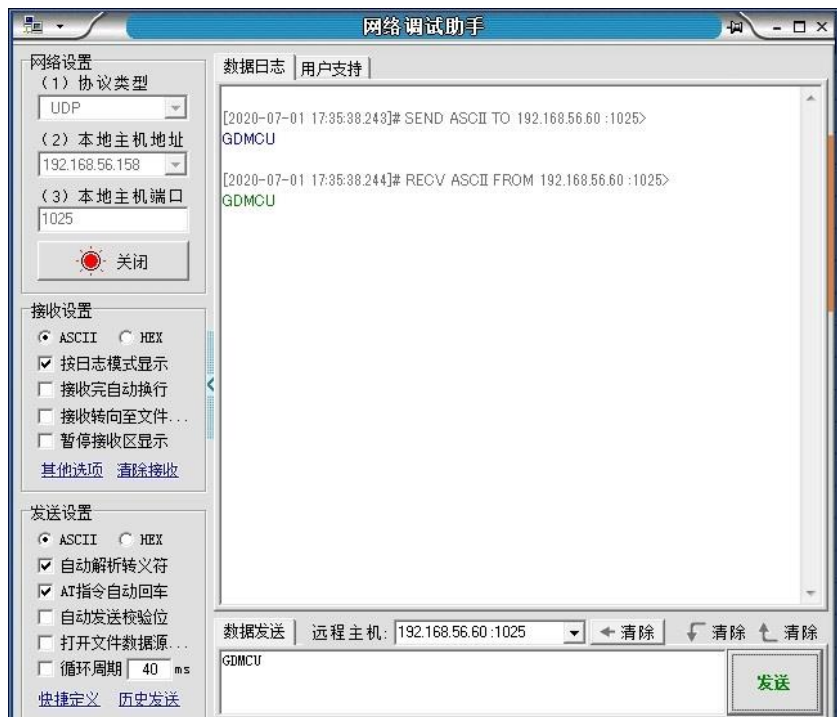 网络调试助手
网络设置
(1) 协议类型
UDP
(2) 本地主机地址
192.168.56.158
(3) 本地主机端口
1025
关闭
接收设置
ASCII HEX
按日志模式显示
接收完自动换行
接收转向至文件...
暂停接收区显示
其他选项 清除接收
发送设置
ASCII HEX
自动解析转义符
AT指令自动回车
自动发送校验位
打开文件数据源...
循环周期 40 ms
快捷定义 历史发送
数据日志 用户支持
[2020-07-01 17:35:38.243]# SEND ASCII TO 192.168.56.60 :1025>
GDMCU
[2020-07-01 17:35:38.244]# RECV ASCII FROM 192.168.56.60 :1025>
GDMCU
数据发送 远程主机: 192.168.56.60 :1025 清除 清除 清除
GDMCU
发送